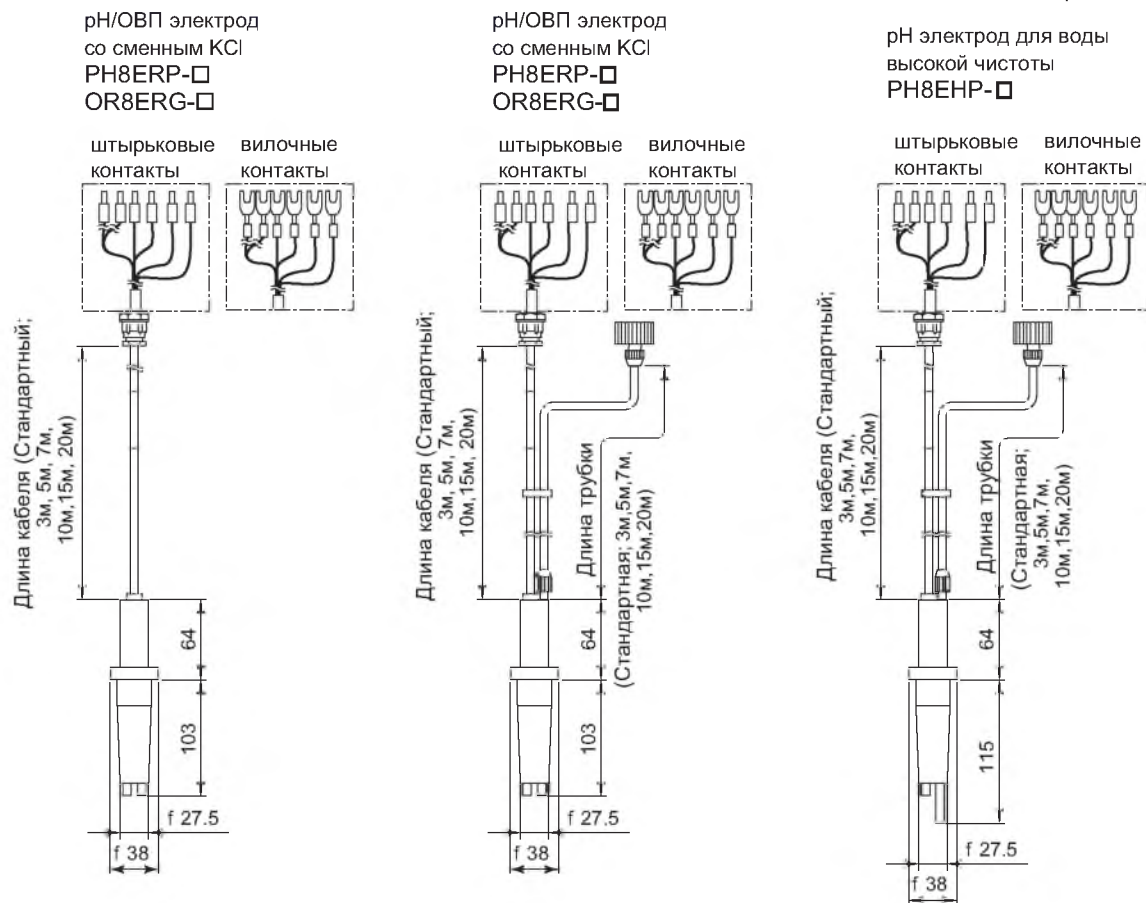 pH/ОВП электрод
со сменным KCl
PH8ERP-□
OR8ERG-□
штырьковые
контакты
вилочные
контакты
Длина кабеля (Стандартный;
3м, 5м, 7м,
10м,15м, 20м)
64
103
f 27.5
f 38
pH/ОВП электрод
со сменным KCl
PH8ERP-□
OR8ERG-□
штырьковые
контакты
вилочные
контакты
Длина кабеля (Стандартный;
3м, 5м, 7м,
10м,15м, 20м)
Длина трубки
(Стандартная; 3м,5м,7м,
10м,15м,20м)
64
103
f 27.5
f 38
pH электрод для воды
высокой чистоты
PH8EHP-□
штырьковые
контакты
вилочные
контакты
Длина кабеля (Стандартный;
3м,5м,7м,
10м,15м,20м)
Длина трубки
(Стандартная;
3м,5м,7м,
10м,15м,20м)
64
115
f 27.5
f 38